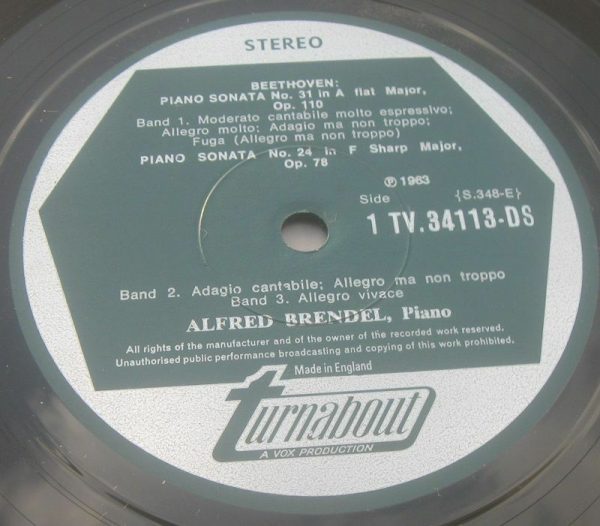 STEREO
BEETHOVEN:
PIANO SONATA No. 31 in A flat Major,
Op. 110
Band 1. Moderato cantabile molto espressivo;
Allegro molto; Adagio ma non troppo;
Fuga (Allegro ma non troppo)
PIANO SONATA No. 24 in F Sharp Major,
Op. 78
℗ 1963
Side {S.348-E}
1 TV.34113-DS
Band 2. Adagio cantabile; Allegro ma non troppo
Band 3. Allegro vivace
ALFRED BRENDEL, Piano
All rights of the manufacturer and of the owner of the recorded work reserved.
Unauthorised public performance broadcasting and copying of this work prohibited.
Made in England
turnabout
A VOX PRODUCTION